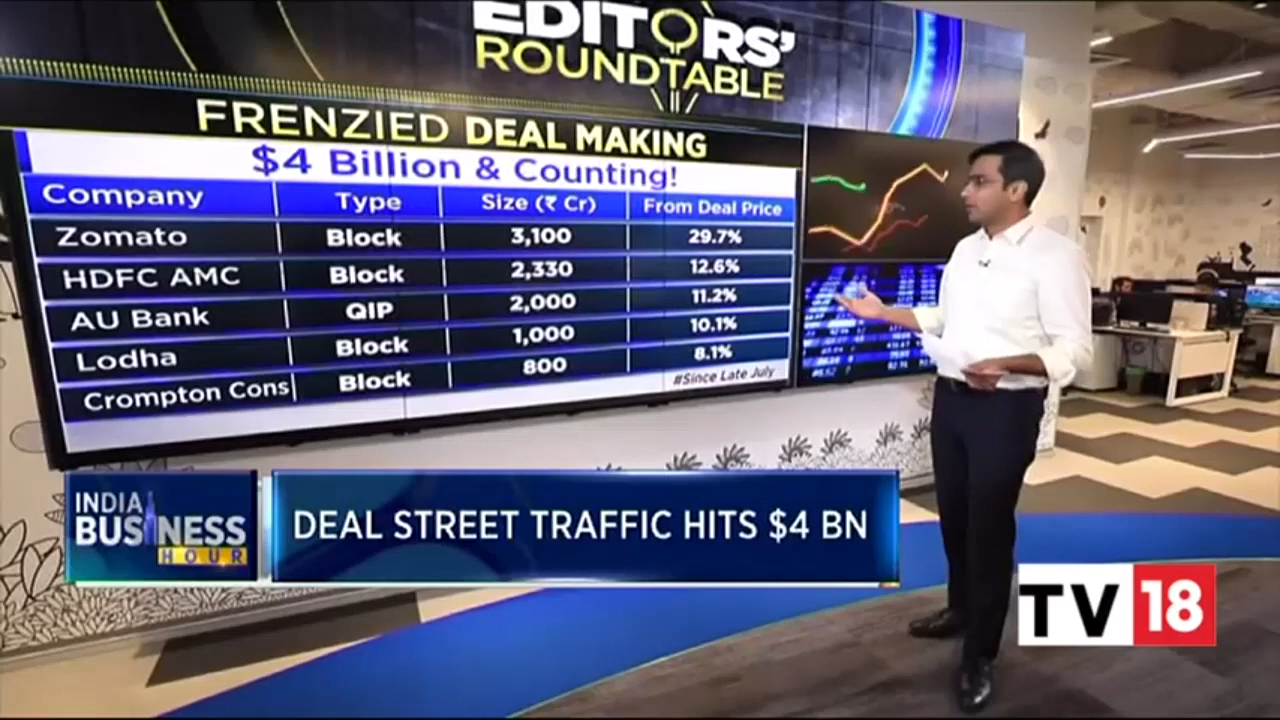 EDITORS'
ROUNDTABLE
FRENZIED DEAL MAKING
$4 Billion & Counting!
Company Type Size (₹ Cr) From Deal Price
Zomato Block 3,100 29.7%
HDFC AMC Block 2,330 12.6%
AU Bank QIP 2,000 11.2%
Lodha Block 1,000 10.1%
Crompton Cons Block 800 8.1%
#Since Late July
INDIA
BUSINESS
HOUR
DEAL STREET TRAFFIC HITS $4 BN
TV18